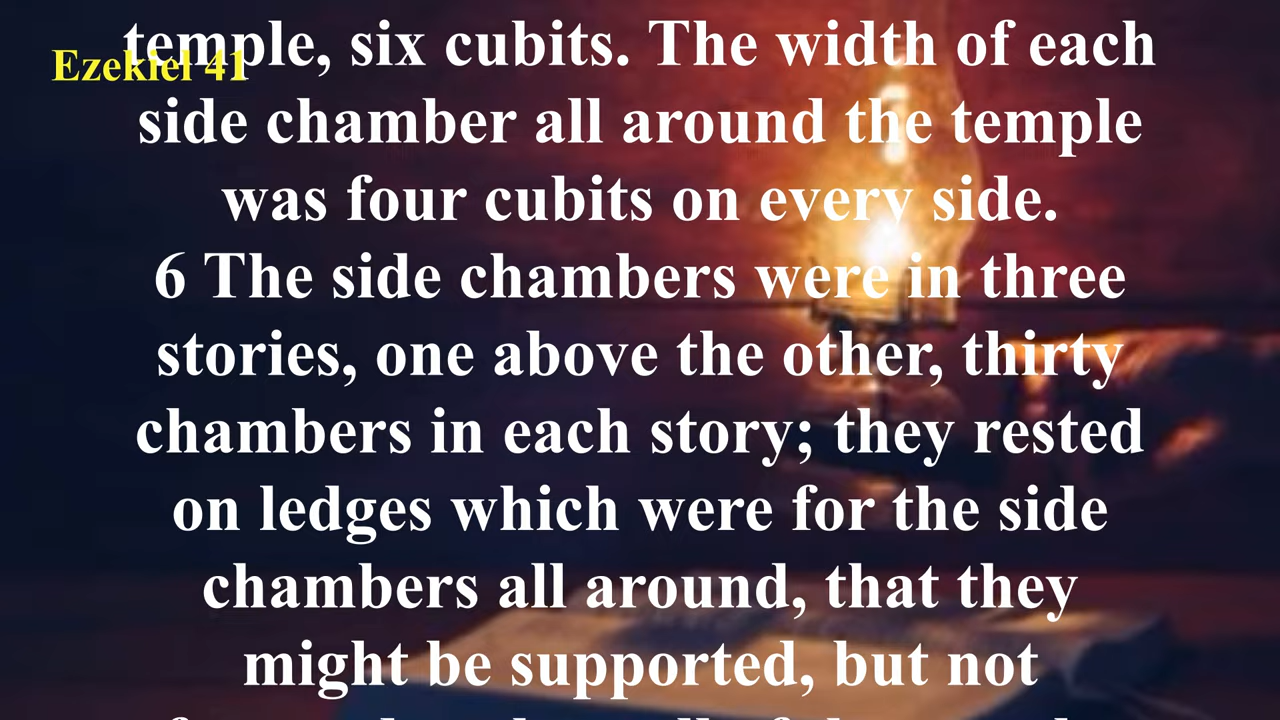 Ezekiel 41
temple, six cubits. The width of each
side chamber all around the temple
was four cubits on every side.
6 The side chambers were in three
stories, one above the other, thirty
chambers in each story; they rested
on ledges which were for the side
chambers all around, that they
might be supported, but not